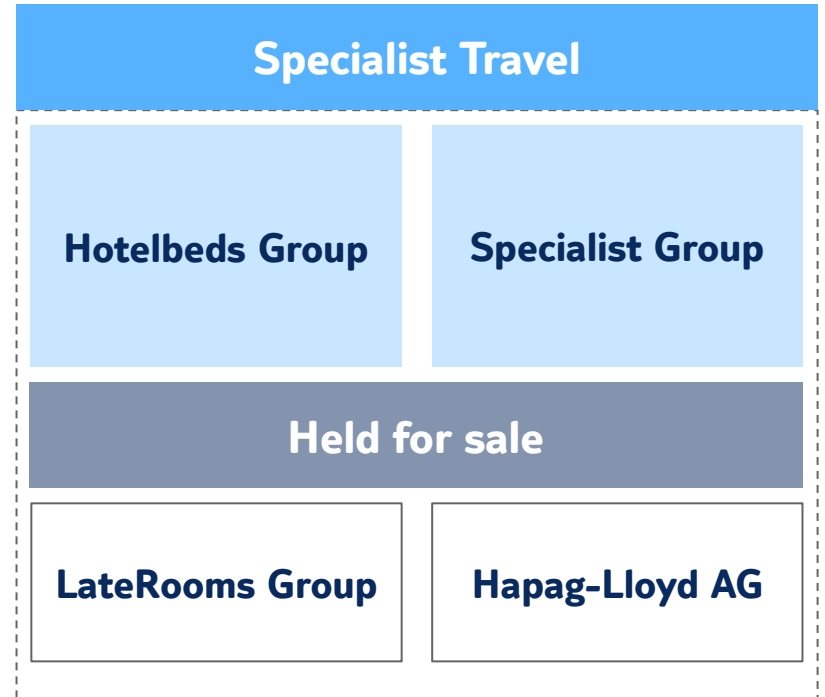 Specialist Travel
Hotelbeds Group
Specialist Group
Held for sale
LateRooms Group
Hapag-Lloyd AG